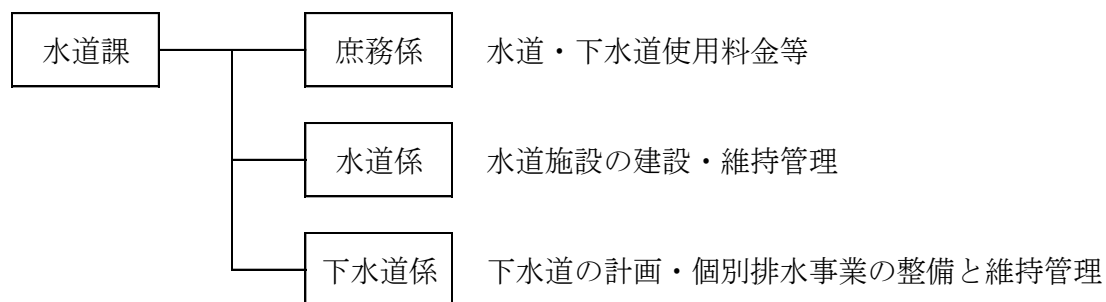 水道課
庶務係 水道・下水道使用料金等
水道係 水道施設の建設・維持管理
下水道係 下水道の計画・個別排水事業の整備と維持管理